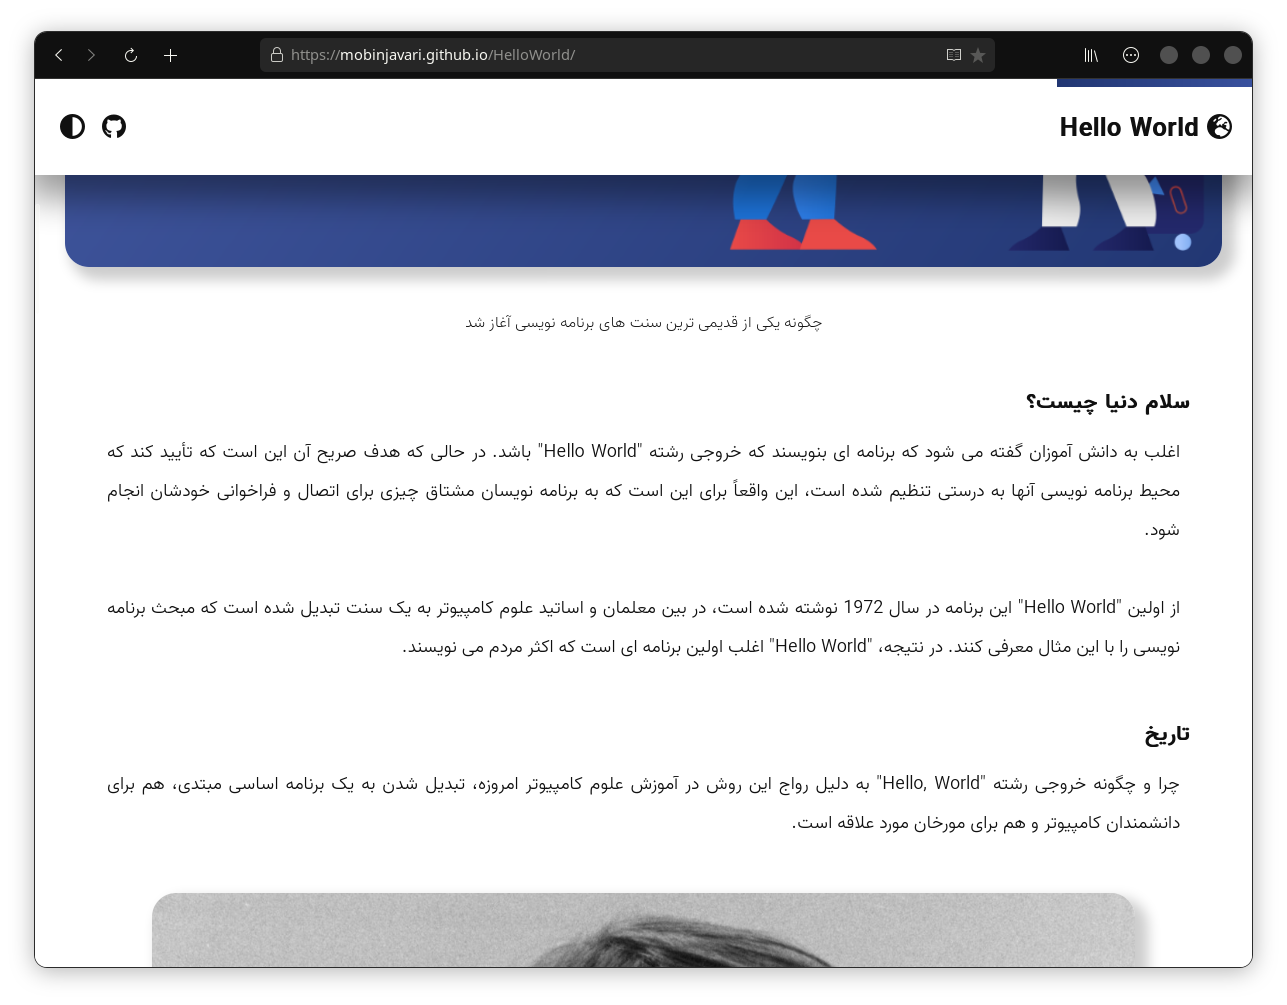 https://mobinjavari.github.io/HelloWorld/
Hello World
چگونه یکی از قدیمی ترین سنت های برنامه نویسی آغاز شد
سلام دنیا چیست؟
اغلب به دانش آموزان گفته می شود که برنامه ای بنویسند که خروجی رشته "Hello World" باشد. در حالی که هدف صریح آن این است که تأیید کند که
محیط برنامه نویسی آنها به درستی تنظیم شده است، این واقعاً برای این است که به برنامه نویسان مشتاق چیزی برای اتصال و فراخوانی خودشان انجام
شود.
از اولین "Hello World" این برنامه در سال 1972 نوشته شده است، در بین معلمان و اساتید علوم کامپیوتر به یک سنت تبدیل شده است که مبحث برنامه
نویسی را با این مثال معرفی کنند. در نتیجه، "Hello World" اغلب اولین برنامه ای است که اکثر مردم می نویسند.
تاریخ
چرا و چگونه خروجی رشته "Hello, World" به دلیل رواج این روش در آموزش علوم کامپیوتر امروزه، تبدیل شدن به یک برنامه اساسی مبتدی، هم برای
دانشمندان کامپیوتر و هم برای مورخان مورد علاقه است.